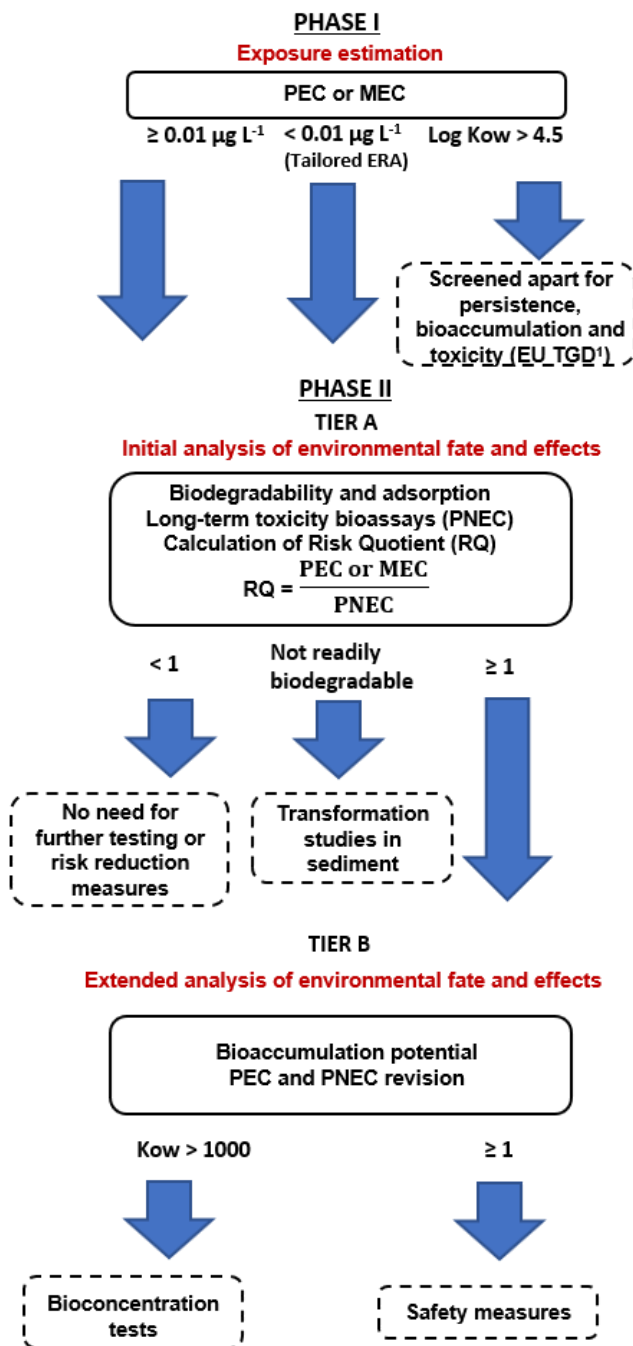 PHASE I
Exposure estimation
PEC or MEC
≥ 0.01 µg L⁻¹ < 0.01 µg L⁻¹ Log Kow > 4.5
(Tailored ERA)
Screened apart for
persistence,
bioaccumulation and
toxicity (EU TGD¹)
PHASE II
TIER A
Initial analysis of environmental fate and effects
Biodegradability and adsorption
Long-term toxicity bioassays (PNEC)
Calculation of Risk Quotient (RQ)
RQ = PEC or MEC / PNEC
< 1
Not readily
biodegradable
≥ 1
No need for
further testing or
risk reduction
measures
Transformation
studies in
sediment
TIER B
Extended analysis of environmental fate and effects
Bioaccumulation potential
PEC and PNEC revision
Kow > 1000
≥ 1
Bioconcentration
tests
Safety measures